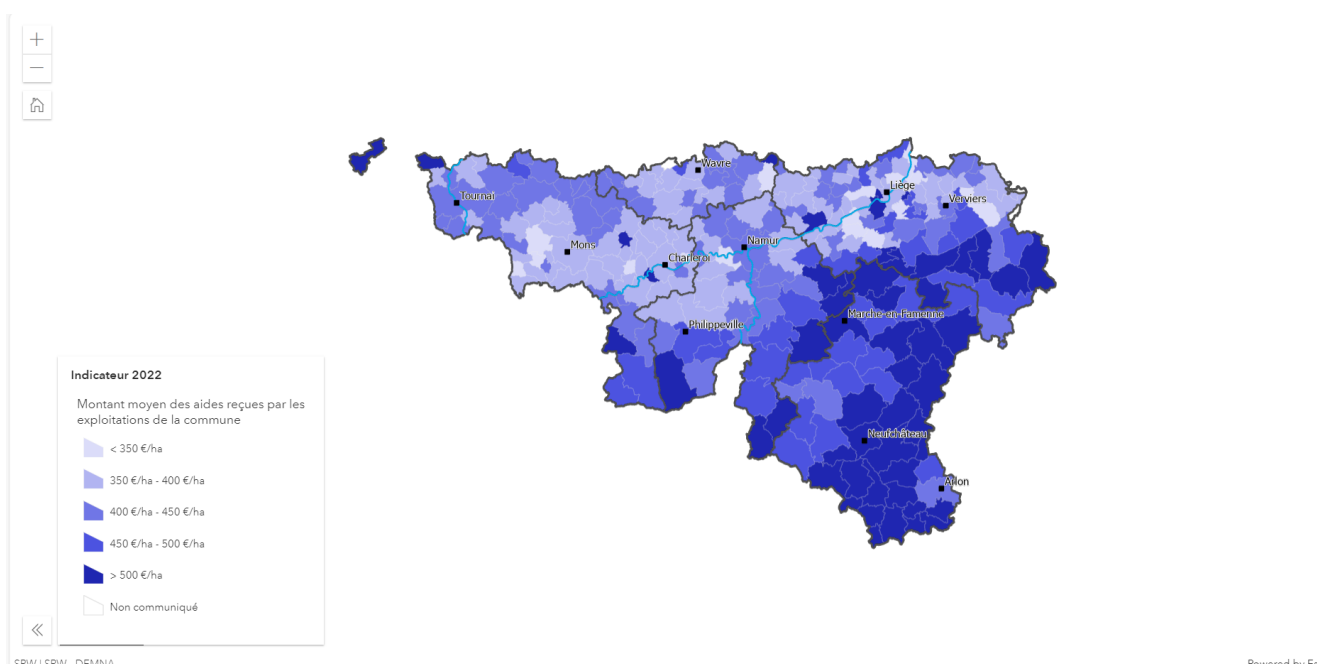 Wavre
Liège
Tournai
Verviers
Mons
Namur
Charleroi
Marche-en-Famenne
Philippeville
Neufchâteau
Arlon
Indicateur 2022
Montant moyen des aides reçues par les
exploitations de la commune
< 350 €/ha
350 €/ha - 400 €/ha
400 €/ha - 450 €/ha
450 €/ha - 500 €/ha
> 500 €/ha
Non communiqué
SPW | SPW - DEMNA
Powered by